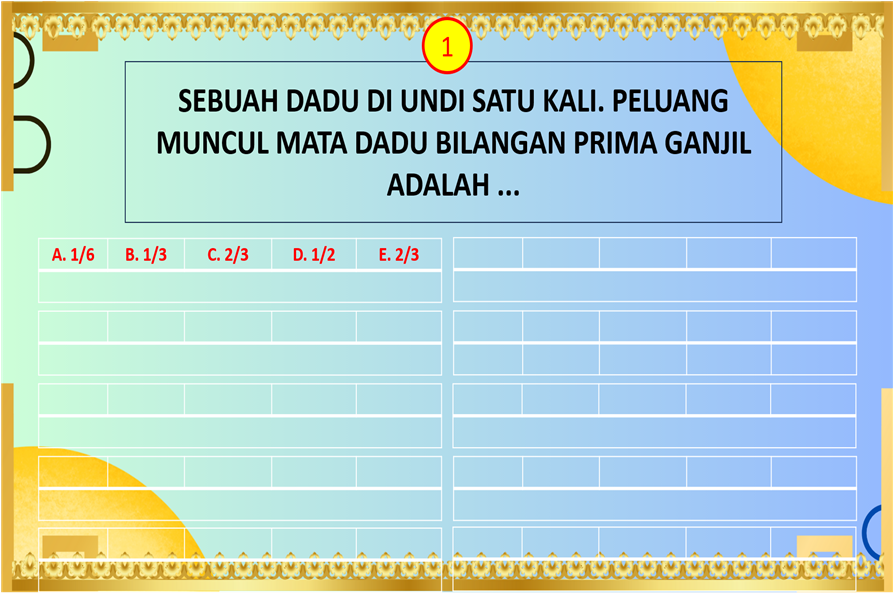 1
SEBUAH DADU DI UNDI SATU KALI. PELUANG
MUNCUL MATA DADU BILANGAN PRIMA GANJIL
ADALAH ...
A. 1/6 B. 1/3 C. 2/3 D. 1/2 E. 2/3